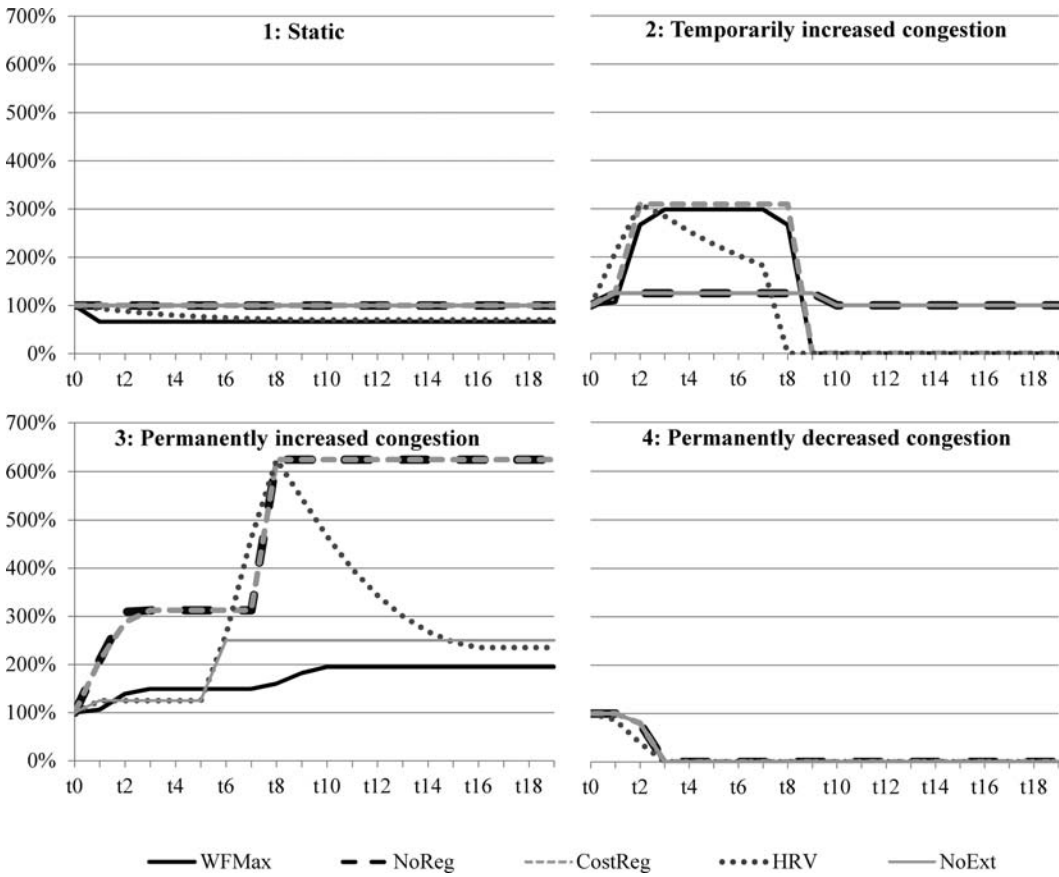 1: Static
700%
600%
500%
400%
300%
200%
100%
0%
t0 t2 t4 t6 t8 t10 t12 t14 t16 t18
2: Temporarily increased congestion
t0 t2 t4 t6 t8 t10 t12 t14 t16 t18
3: Permanently increased congestion
700%
600%
500%
400%
300%
200%
100%
0%
t0 t2 t4 t6 t8 t10 t12 t14 t16 t18
4: Permanently decreased congestion
t0 t2 t4 t6 t8 t10 t12 t14 t16 t18
WFMax NoReg CostReg HRV NoExt